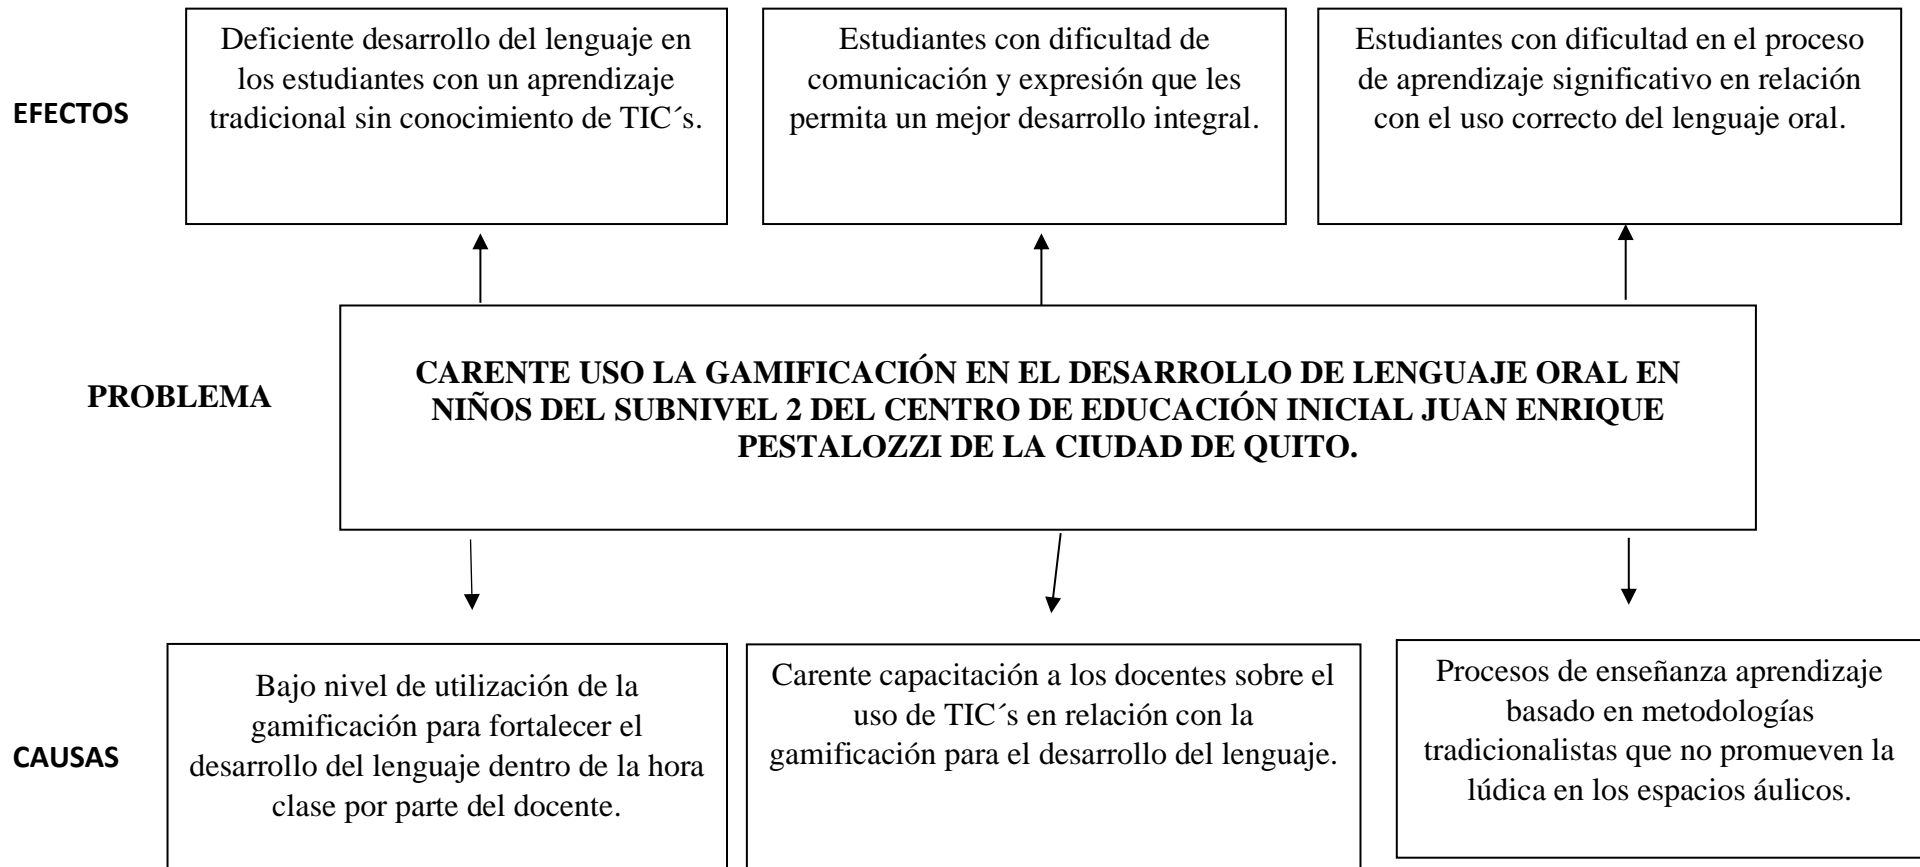 Deficiente desarrollo del lenguaje en
los estudiantes con un aprendizaje
tradicional sin conocimiento de TIC´s.
Estudiantes con dificultad de
comunicación y expresión que les
permita un mejor desarrollo integral.
Estudiantes con dificultad en el proceso
de aprendizaje significativo en relación
con el uso correcto del lenguaje oral.
EFECTOS
PROBLEMA
CARENTE USO LA GAMIFICACIÓN EN EL DESARROLLO DE LENGUAJE ORAL EN
NIÑOS DEL SUBNIVEL 2 DEL CENTRO DE EDUCACIÓN INICIAL JUAN ENRIQUE
PESTALOZZI DE LA CIUDAD DE QUITO.
CAUSAS
Bajo nivel de utilización de la
gamificación para fortalecer el
desarrollo del lenguaje dentro de la hora
clase por parte del docente.
Carente capacitación a los docentes sobre el
uso de TIC´s en relación con la
gamificación para el desarrollo del lenguaje.
Procesos de enseñanza aprendizaje
basado en metodologías
tradicionalistas que no promueven la
lúdica en los espacios áulicos.